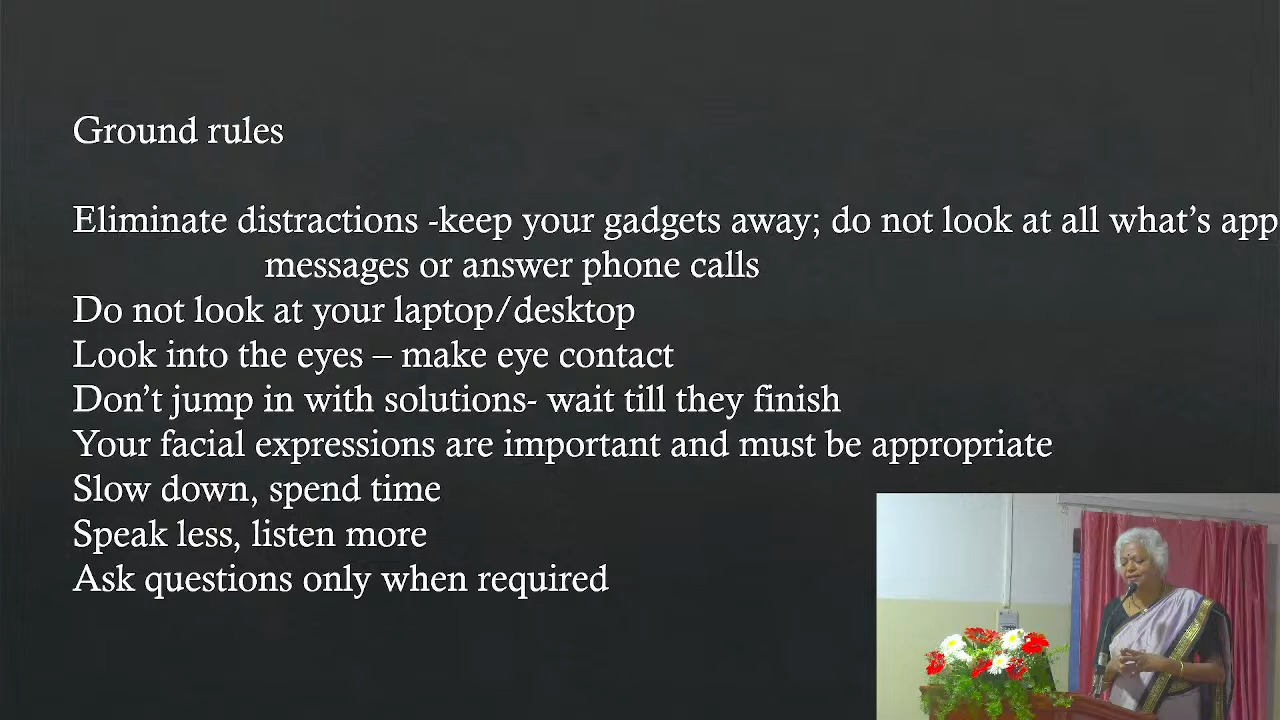 Ground rules
Eliminate distractions -keep your gadgets away; do not look at all what’s app
messages or answer phone calls
Do not look at your laptop/desktop
Look into the eyes – make eye contact
Don’t jump in with solutions- wait till they finish
Your facial expressions are important and must be appropriate
Slow down, spend time
Speak less, listen more
Ask questions only when required